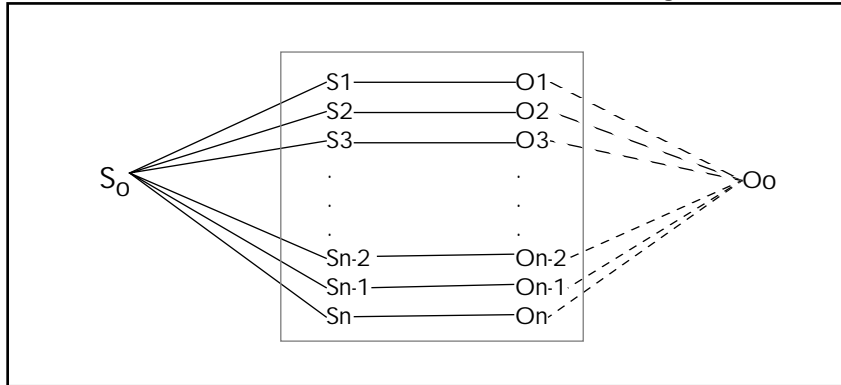 S1 O1
S2 O2
S3 O3
So Oo
. .
. .
. .
Sn-2 On-2
Sn-1 On-1
Sn On